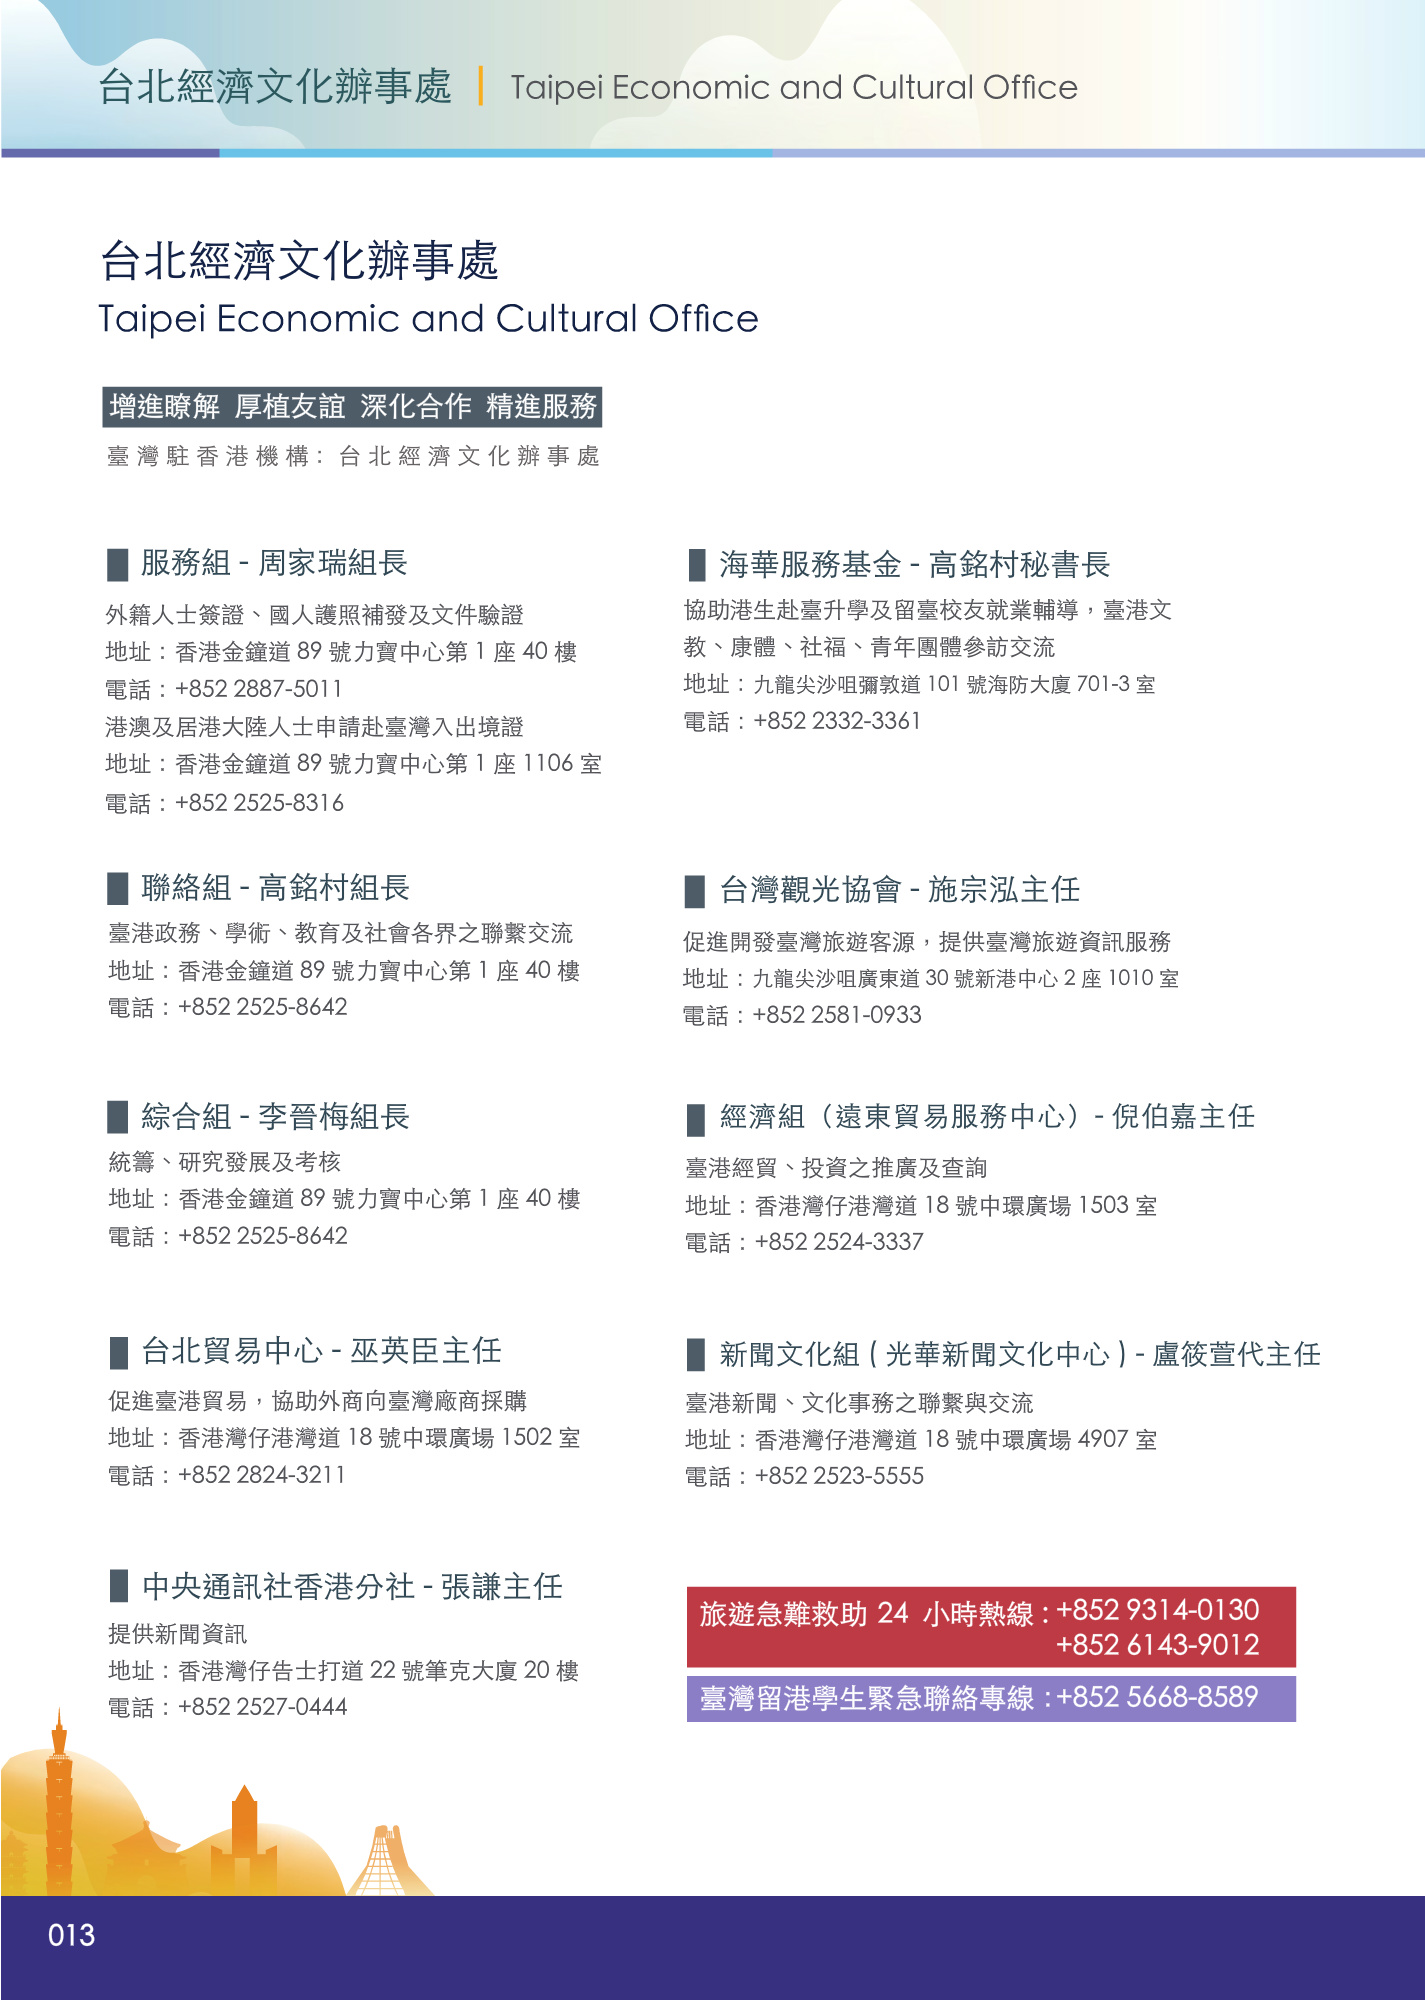 台北經濟文化辦事處 | Taipei Economic and Cultural Office
台北經濟文化辦事處
Taipei Economic and Cultural Office
增進瞭解 厚植友誼 深化合作 精進服務
臺灣駐香港機構：台北經濟文化辦事處
服務組 - 周家瑞組長
外籍人士簽證、國人護照補發及文件驗證
地址：香港金鐘道 89 號力寶中心第 1 座 40 樓
電話：+852 2887-5011
港澳及居港大陸人士申請赴臺灣入出境證
地址：香港金鐘道 89 號力寶中心第 1 座 1106 室
電話：+852 2525-8316
聯絡組 - 高銘村組長
臺港政務、學術、教育及社會各界之聯繫交流
地址：香港金鐘道 89 號力寶中心第 1 座 40 樓
電話：+852 2525-8642
綜合組 - 李晉梅組長
統籌、研究發展及考核
地址：香港金鐘道 89 號力寶中心第 1 座 40 樓
電話：+852 2525-8642
台北貿易中心 - 巫英臣主任
促進臺港貿易，協助外商向臺灣廠商採購
地址：香港灣仔港灣道 18 號中環廣場 1502 室
電話：+852 2824-3211
中央通訊社香港分社 - 張謙主任
提供新聞資訊
地址：香港灣仔告士打道 22 號筆克大廈 20 樓
電話：+852 2527-0444
海華服務基金 - 高銘村秘書長
協助港生赴臺升學及留臺校友就業輔導，臺港文
教、康體、社福、青年團體參訪交流
地址：九龍尖沙咀彌敦道 101 號海防大廈 701-3 室
電話：+852 2332-3361
台灣觀光協會 - 施宗泓主任
促進開發臺灣旅遊客源，提供臺灣旅遊資訊服務
地址：九龍尖沙咀廣東道 30 號新港中心 2 座 1010 室
電話：+852 2581-0933
經濟組（遠東貿易服務中心）- 倪伯嘉主任
臺港經貿、投資之推廣及查詢
地址：香港灣仔港灣道 18 號中環廣場 1503 室
電話：+852 2524-3337
新聞文化組 ( 光華新聞文化中心 ) - 盧筱萱代主任
臺港新聞、文化事務之聯繫與交流
地址：香港灣仔港灣道 18 號中環廣場 4907 室
電話：+852 2523-5555
旅遊急難救助 24 小時熱線：+852 9314-0130
+852 6143-9012
臺灣留港學生緊急聯絡專線：+852 5668-8589
013